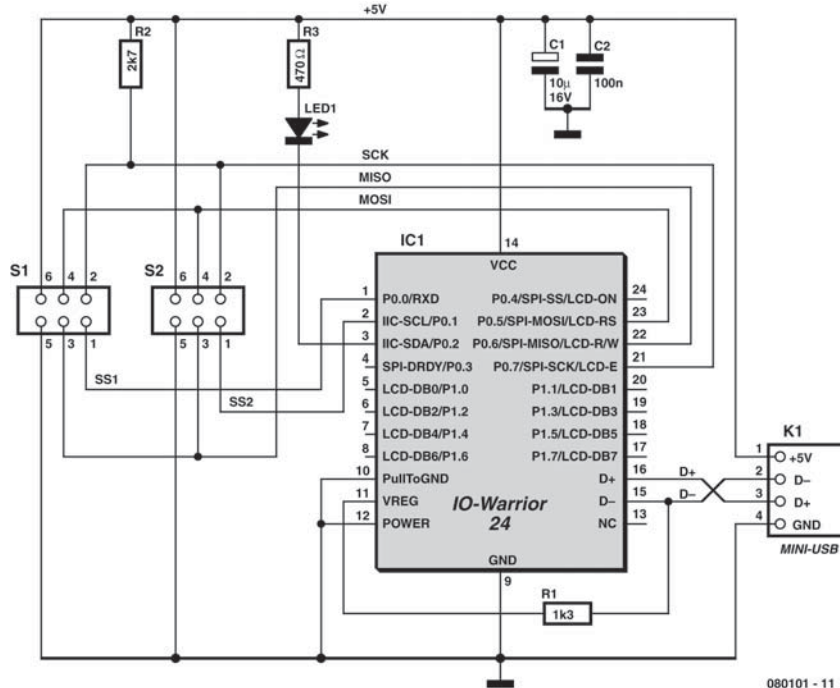 +5V
R2
2k7
R3
470Ω
LED1
C1
10µ
16V
C2
100n
SCK
MISO
MOSI
S1
6 4 2
5 3 1
S2
6 4 2
5 3 1
SS1
SS2
IC1
14
VCC
1 P0.0/RXD
2 IIC-SCL/P0.1
3 IIC-SDA/P0.2
4 SPI-DRDY/P0.3
5 LCD-DB0/P1.0
6 LCD-DB2/P1.2
7 LCD-DB4/P1.4
8 LCD-DB6/P1.6
10 PullToGND
11 VREG
12 POWER
P0.4/SPI-SS/LCD-ON 24
P0.5/SPI-MOSI/LCD-RS 23
P0.6/SPI-MISO/LCD-R/W 22
P0.7/SPI-SCK/LCD-E 21
P1.1/LCD-DB1 20
P1.3/LCD-DB3 19
P1.5/LCD-DB5 18
P1.7/LCD-DB7 17
D+ 16
D− 15
NC 13
IO-Warrior
24
GND
9
D+
D−
K1
1 +5V
2 D−
3 D+
4 GND
MINI-USB
R1
1k3
080101 - 11